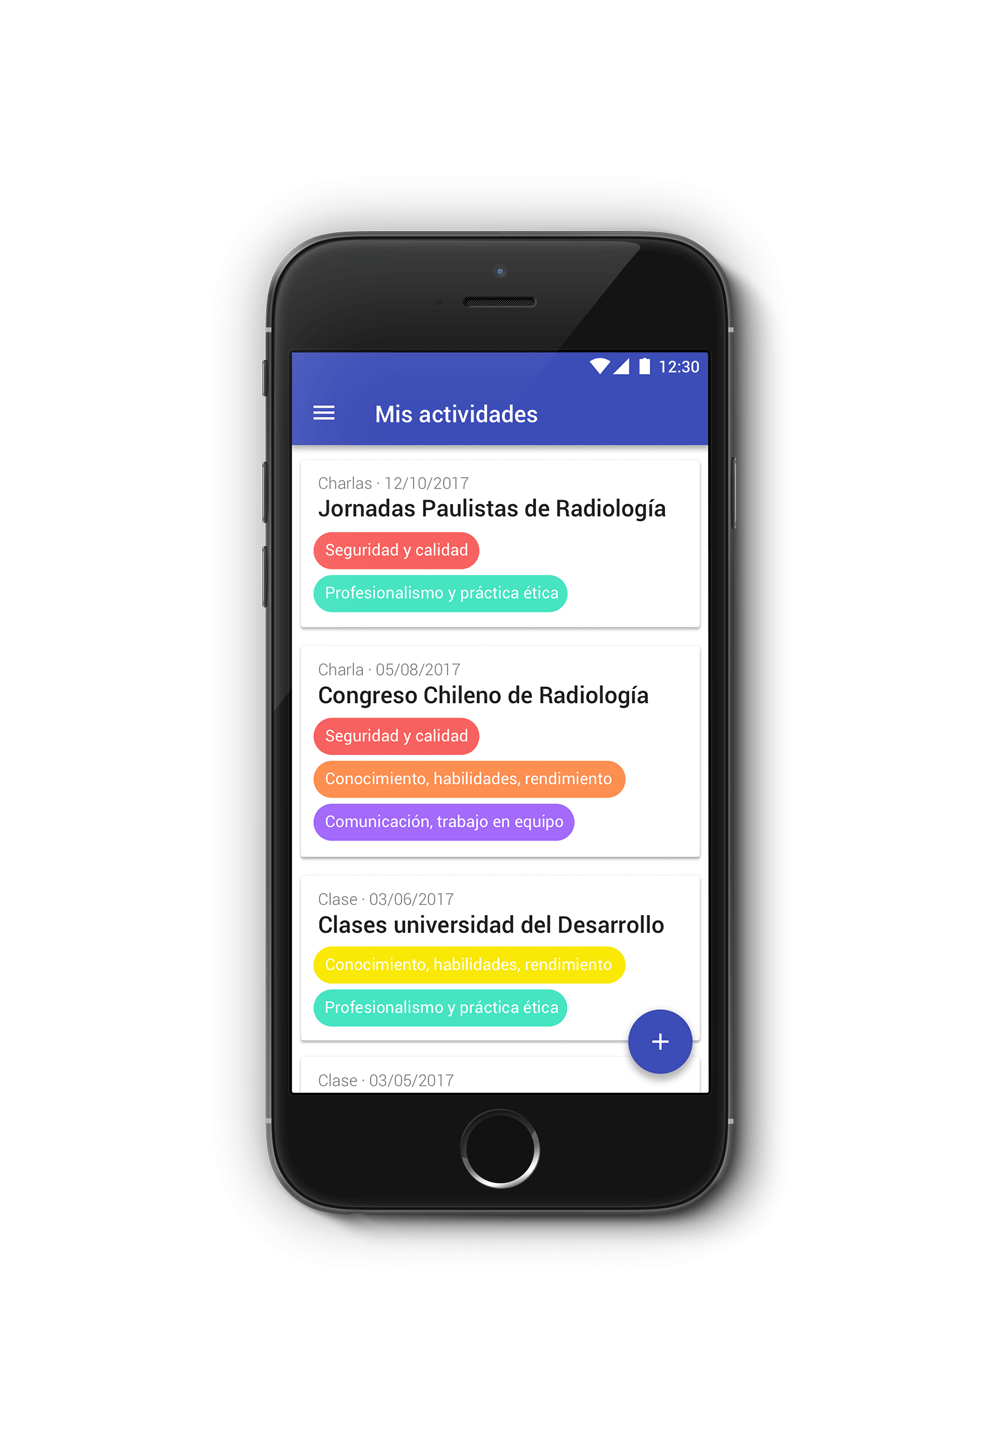 12:30
Mis actividades
Charlas · 12/10/2017
Jornadas Paulistas de Radiología
Seguridad y calidad
Profesionalismo y práctica ética
Charla · 05/08/2017
Congreso Chileno de Radiología
Seguridad y calidad
Conocimiento, habilidades, rendimiento
Comunicación, trabajo en equipo
Clase · 03/06/2017
Clases universidad del Desarrollo
Conocimiento, habilidades, rendimiento
Profesionalismo y práctica ética
+
Clase · 03/05/2017